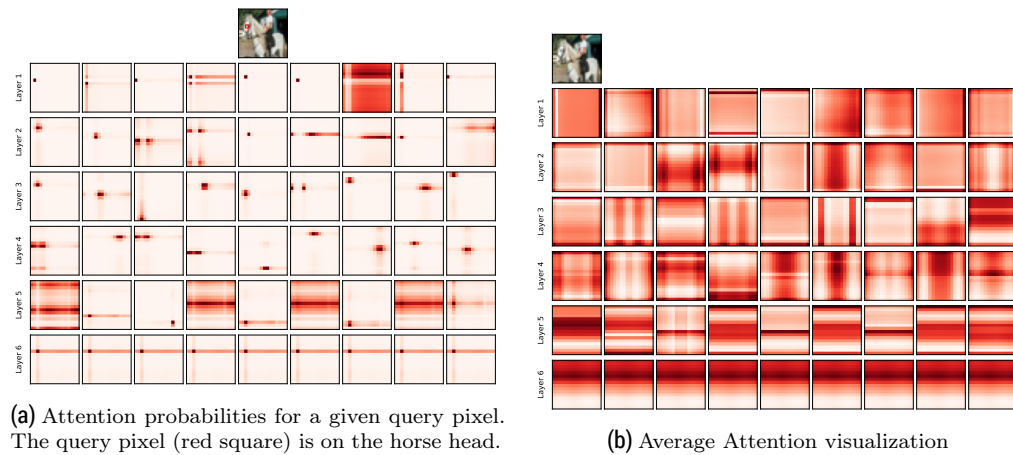 Layer 1
Layer 2
Layer 3
Layer 4
Layer 5
Layer 6
(a) Attention probabilities for a given query pixel.
The query pixel (red square) is on the horse head.
Layer 1
Layer 2
Layer 3
Layer 4
Layer 5
Layer 6
(b) Average Attention visualization